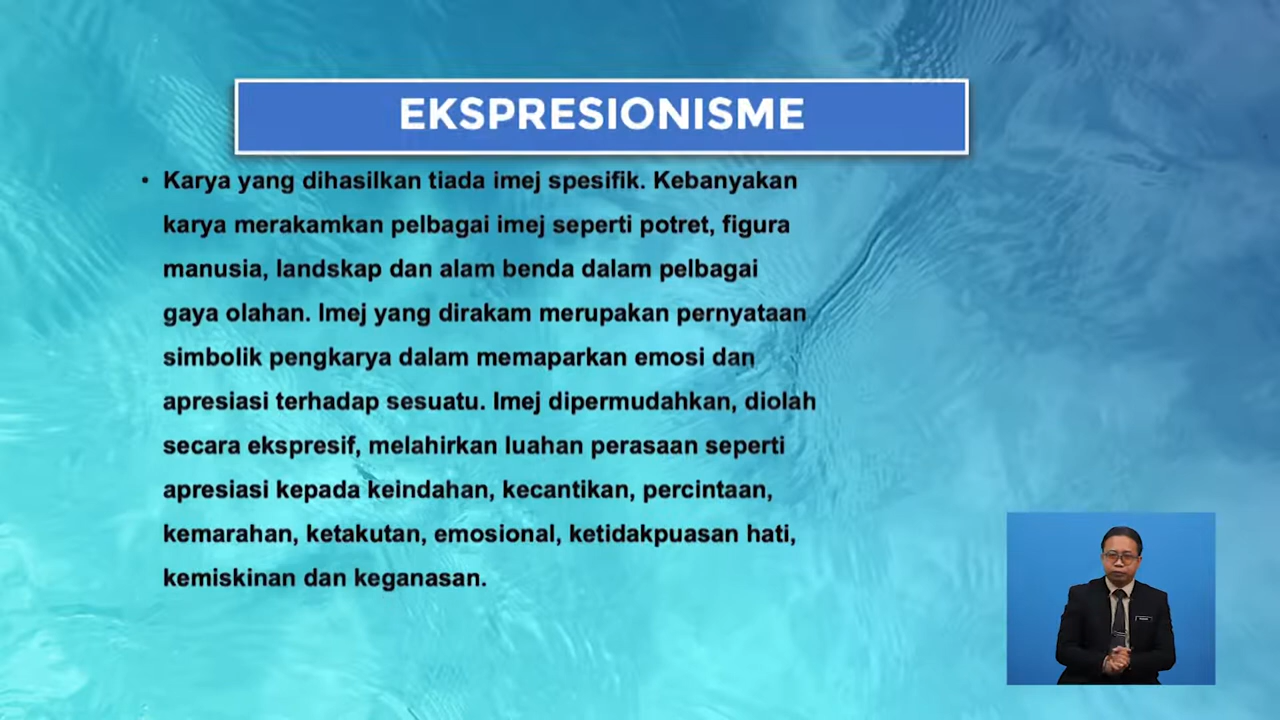 EKSPRESIONISME
• Karya yang dihasilkan tiada imej spesifik. Kebanyakan
karya merakamkan pelbagai imej seperti potret, figura
manusia, landskap dan alam benda dalam pelbagai
gaya olahan. Imej yang dirakam merupakan pernyataan
simbolik pengkarya dalam memaparkan emosi dan
apresiasi terhadap sesuatu. Imej dipermudahkan, diolah
secara ekspresif, melahirkan luahan perasaan seperti
apresiasi kepada keindahan, kecantikan, percintaan,
kemarahan, ketakutan, emosional, ketidakpuasan hati,
kemiskinan dan keganasan.